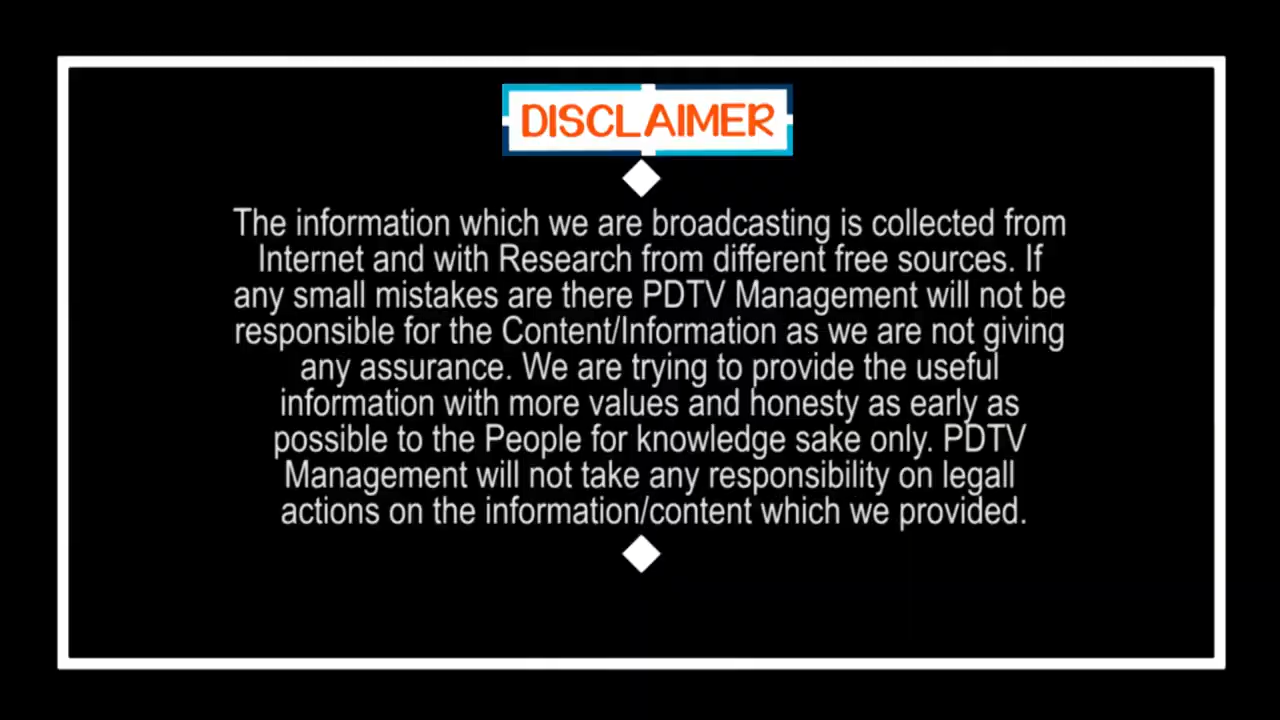 DISCLAIMER
The information which we are broadcasting is collected from
Internet and with Research from different free sources. If
any small mistakes are there PDTV Management will not be
responsible for the Content/Information as we are not giving
any assurance. We are trying to provide the useful
information with more values and honesty as early as
possible to the People for knowledge sake only. PDTV
Management will not take any responsibility on legall
actions on the information/content which we provided.